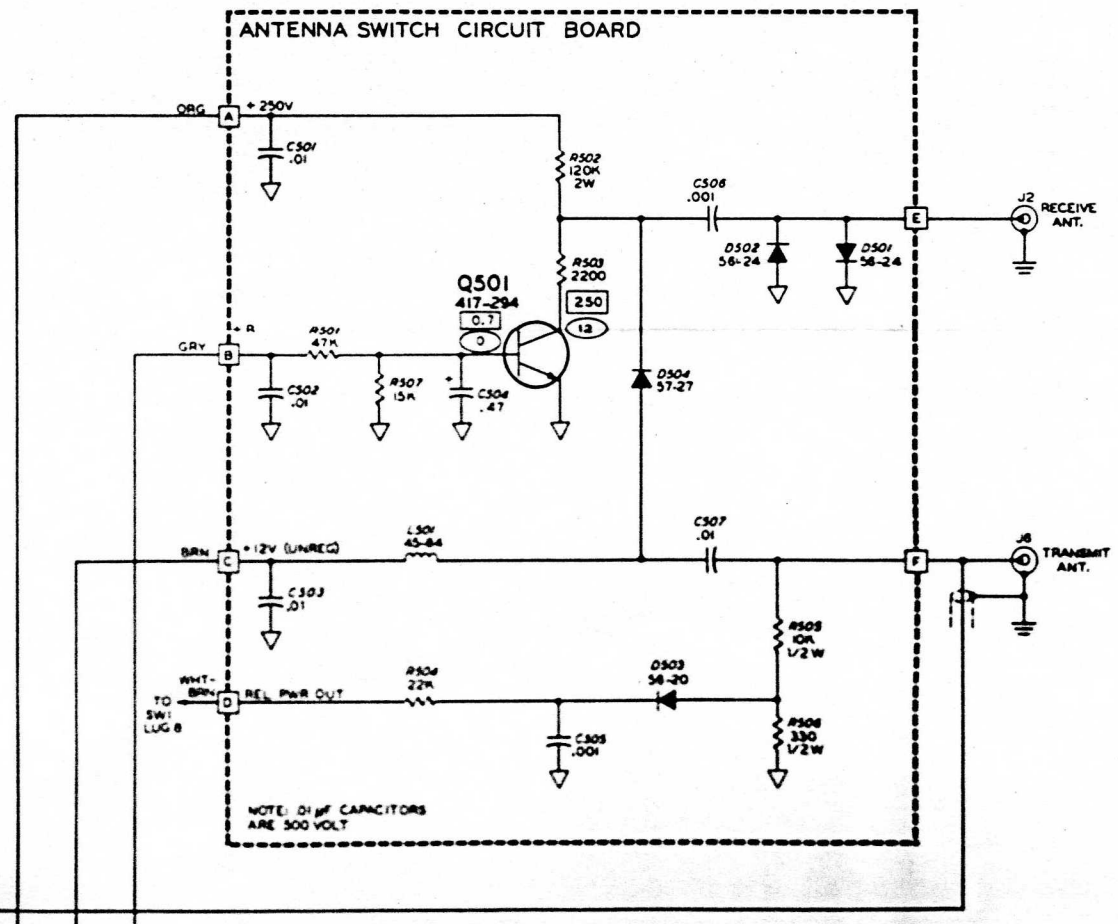 ANTENNA SWITCH CIRCUIT BOARD
ORG
A
+250V
C501
.01
R502
120K
2W
C506
.001
E
J2
RECEIVE
ANT.
D502
56-24
D501
56-24
R503
2200
Q501
417-294
0.7
0
250
12
+R
GRY
B
R501
47K
C502
.01
R507
15K
+
C504
.47
D504
57-27
BRN
C
+12V (UNREG)
L501
45-84
C507
.01
F
J6
TRANSMIT
ANT.
C503
.01
R505
10K
1/2W
WHT-
BRN
TO
SW1
LUG 8
D
REL PWR OUT
R504
22K
D503
56-20
C505
.001
R506
330
1/2W
NOTE: .01 µF CAPACITORS
ARE 500 VOLT